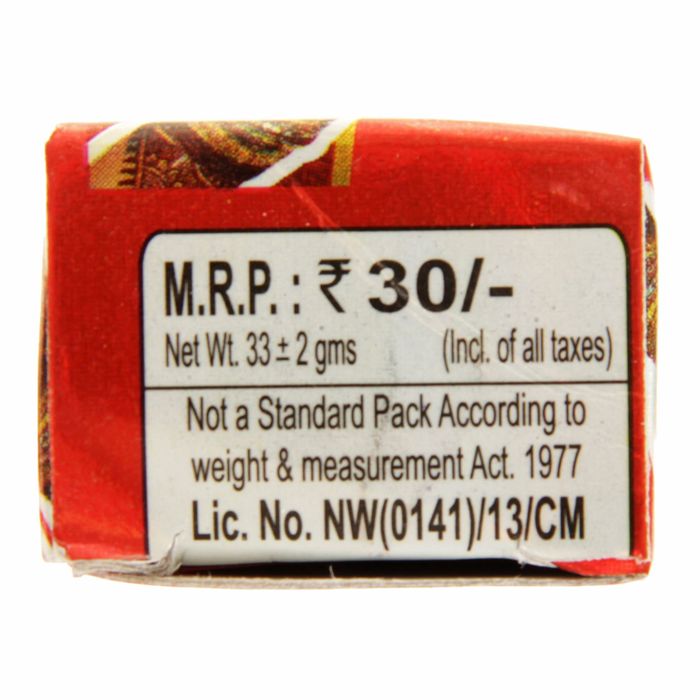 M.R.P. : ₹ 30/-
Net Wt. 33 ± 2 gms (Incl. of all taxes)
Not a Standard Pack According to
weight & measurement Act. 1977
Lic. No. NW(0141)/13/CM